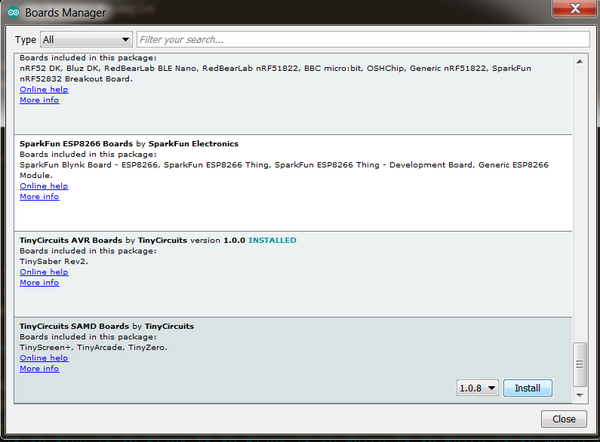 Boards Manager
Type All Filter your search...
Boards included in this package:
nRF52 DK, Bluz DK, RedBearLab BLE Nano, RedBearLab nRF51822, BBC micro:bit, OSHChip, Generic nRF51822, SparkFun
nRF52832 Breakout Board.
Online help
More info
SparkFun ESP8266 Boards by SparkFun Electronics
Boards included in this package:
SparkFun Blynk Board - ESP8266, SparkFun ESP8266 Thing, SparkFun ESP8266 Thing - Development Board, Generic ESP8266
Module.
Online help
More info
TinyCircuits AVR Boards by TinyCircuits version 1.0.0 INSTALLED
Boards included in this package:
TinySaber Rev2.
Online help
More info
TinyCircuits SAMD Boards by TinyCircuits
Boards included in this package:
TinyScreen+, TinyArcade, TinyZero.
Online help
More info
1.0.8 Install
Close